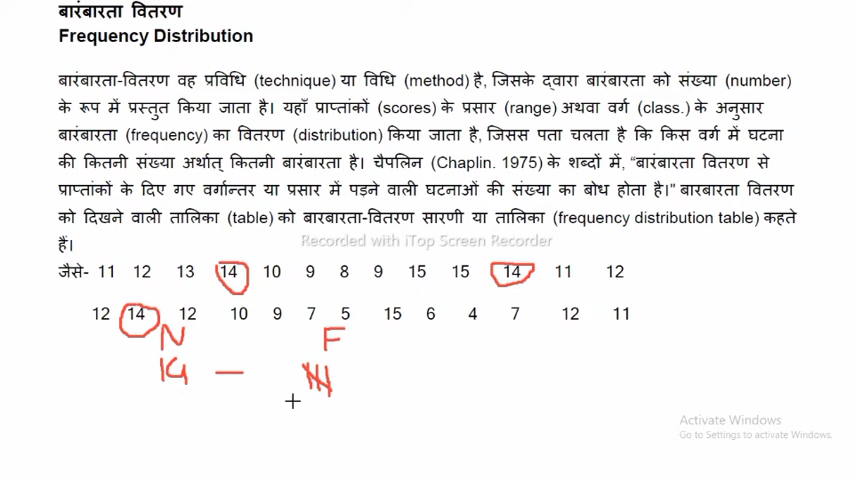 बारंबारता वितरण
Frequency Distribution
बारंबारता-वितरण वह प्रविधि (technique) या विधि (method) है, जिसके द्वारा बारंबारता को संख्या (number)
के रूप में प्रस्तुत किया जाता है। यहाँ प्राप्तांकों (scores) के प्रसार (range) अथवा वर्ग (class.) के अनुसार
बारंबारता (frequency) का वितरण (distribution) किया जाता है, जिसस पता चलता है कि किस वर्ग में घटना
की कितनी संख्या अर्थात् कितनी बारंबारता है। चैपलिन (Chaplin. 1975) के शब्दों में, “बारंबारता वितरण से
प्राप्तांकों के दिए गए वर्गान्तर या प्रसार में पड़ने वाली घटनाओं की संख्या का बोध होता है।" बारबारता वितरण
को दिखने वाली तालिका (table) को बारबारता-वितरण सारणी या तालिका (frequency distribution table) कहते
हैं।
Recorded with iTop Screen Recorder
जैसे- 11 12 13 14 10 9 8 9 15 15 14 11 12
12 14 12 10 9 7 5 15 6 4 7 12 11
N F
14 —
Activate Windows
Go to Settings to activate Windows.